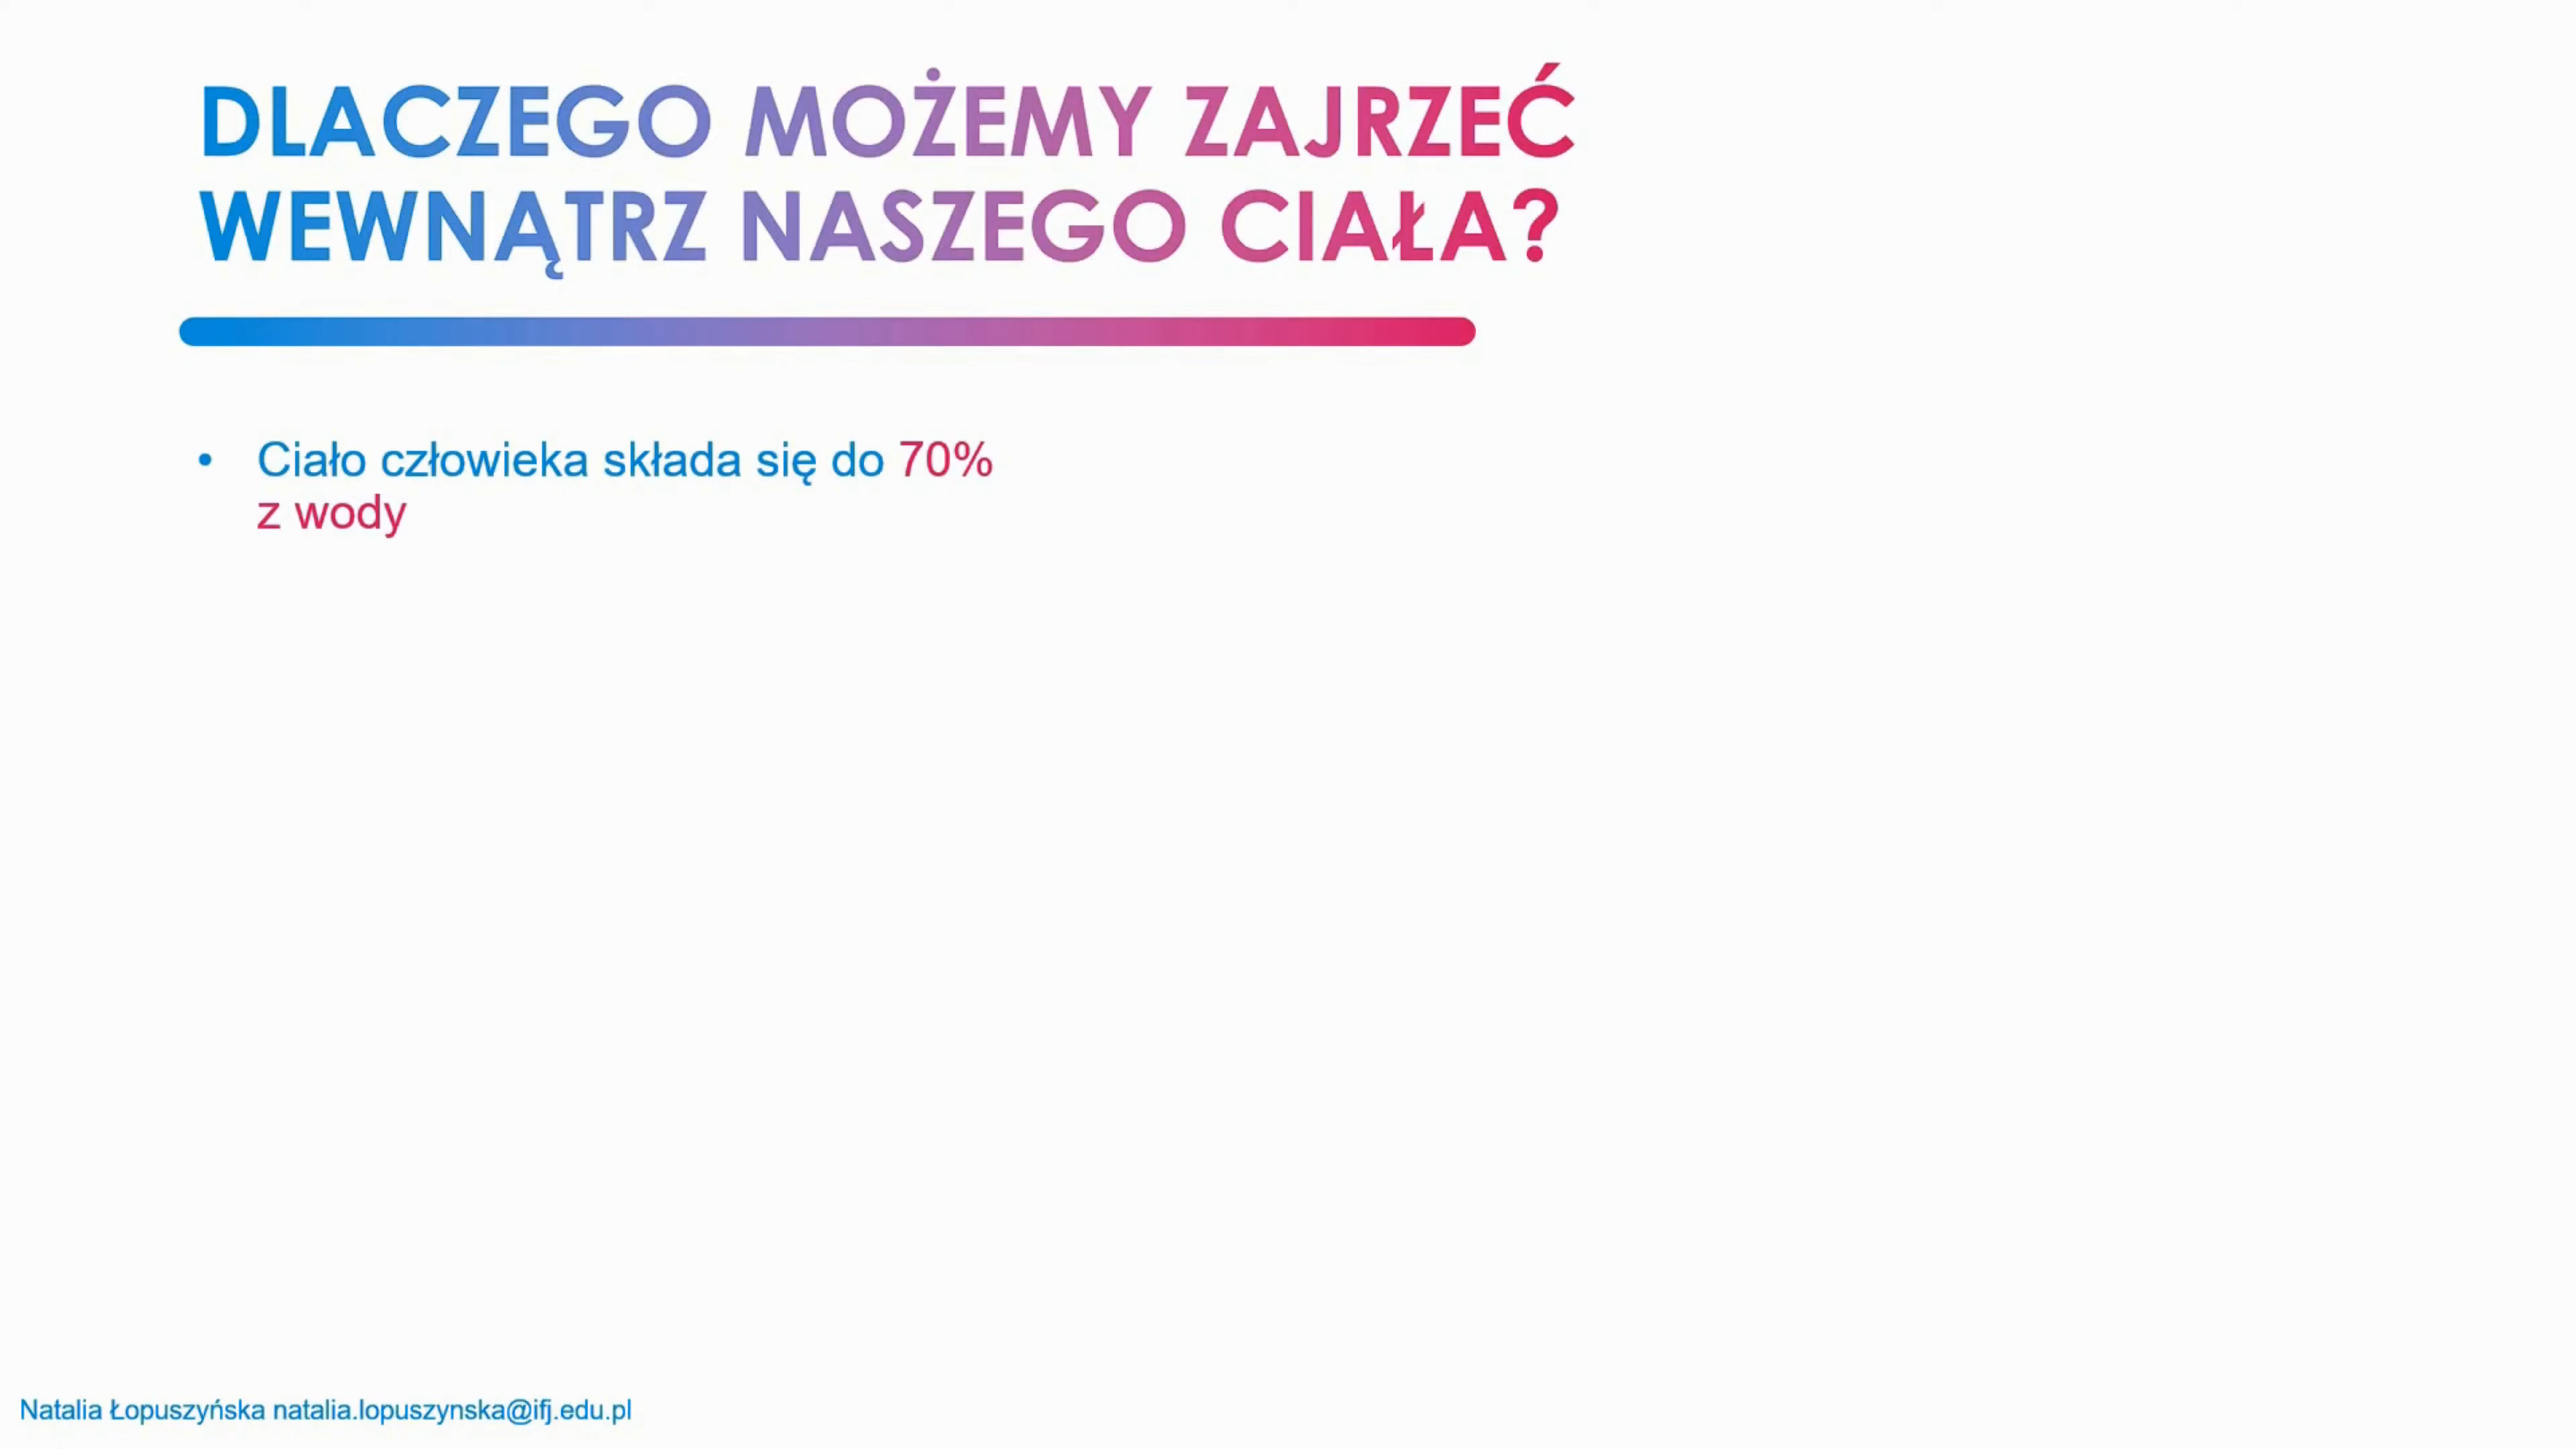 DLACZEGO MOŻEMY ZAJRZEĆ
WEWNĄTRZ NASZEGO CIAŁA?
• Ciało człowieka składa się do 70%
z wody
Natalia Łopuszyńska natalia.lopuszynska@ifj.edu.pl